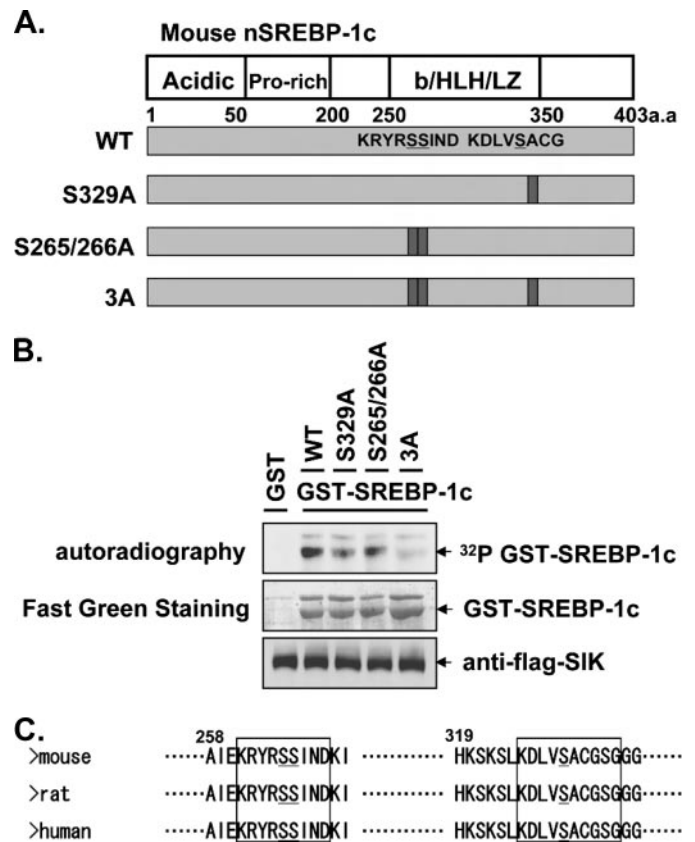 A.
Mouse nSREBP-1c
Acidic Pro-rich b/HLH/LZ
1 50 200 250 350 403a.a
WT KRYRSSIND KDLVSACG
S329A
S265/266A
3A
B.
GST WT S329A S265/266A 3A
GST-SREBP-1c
autoradiography 32P GST-SREBP-1c
Fast Green Staining GST-SREBP-1c
anti-flag-SIK
C.
258 319
>mouse ······AIEKRYRSSINDKI ············ HKSKSLKDLVSACGSGGG······
>rat ······AIEKRYRSSINDKI ············ HKSKSLKDLVSACGSGGG······
>human ······AIEKRYRSSINDKI ············ HKSKSLKDLVSACGSGGG······